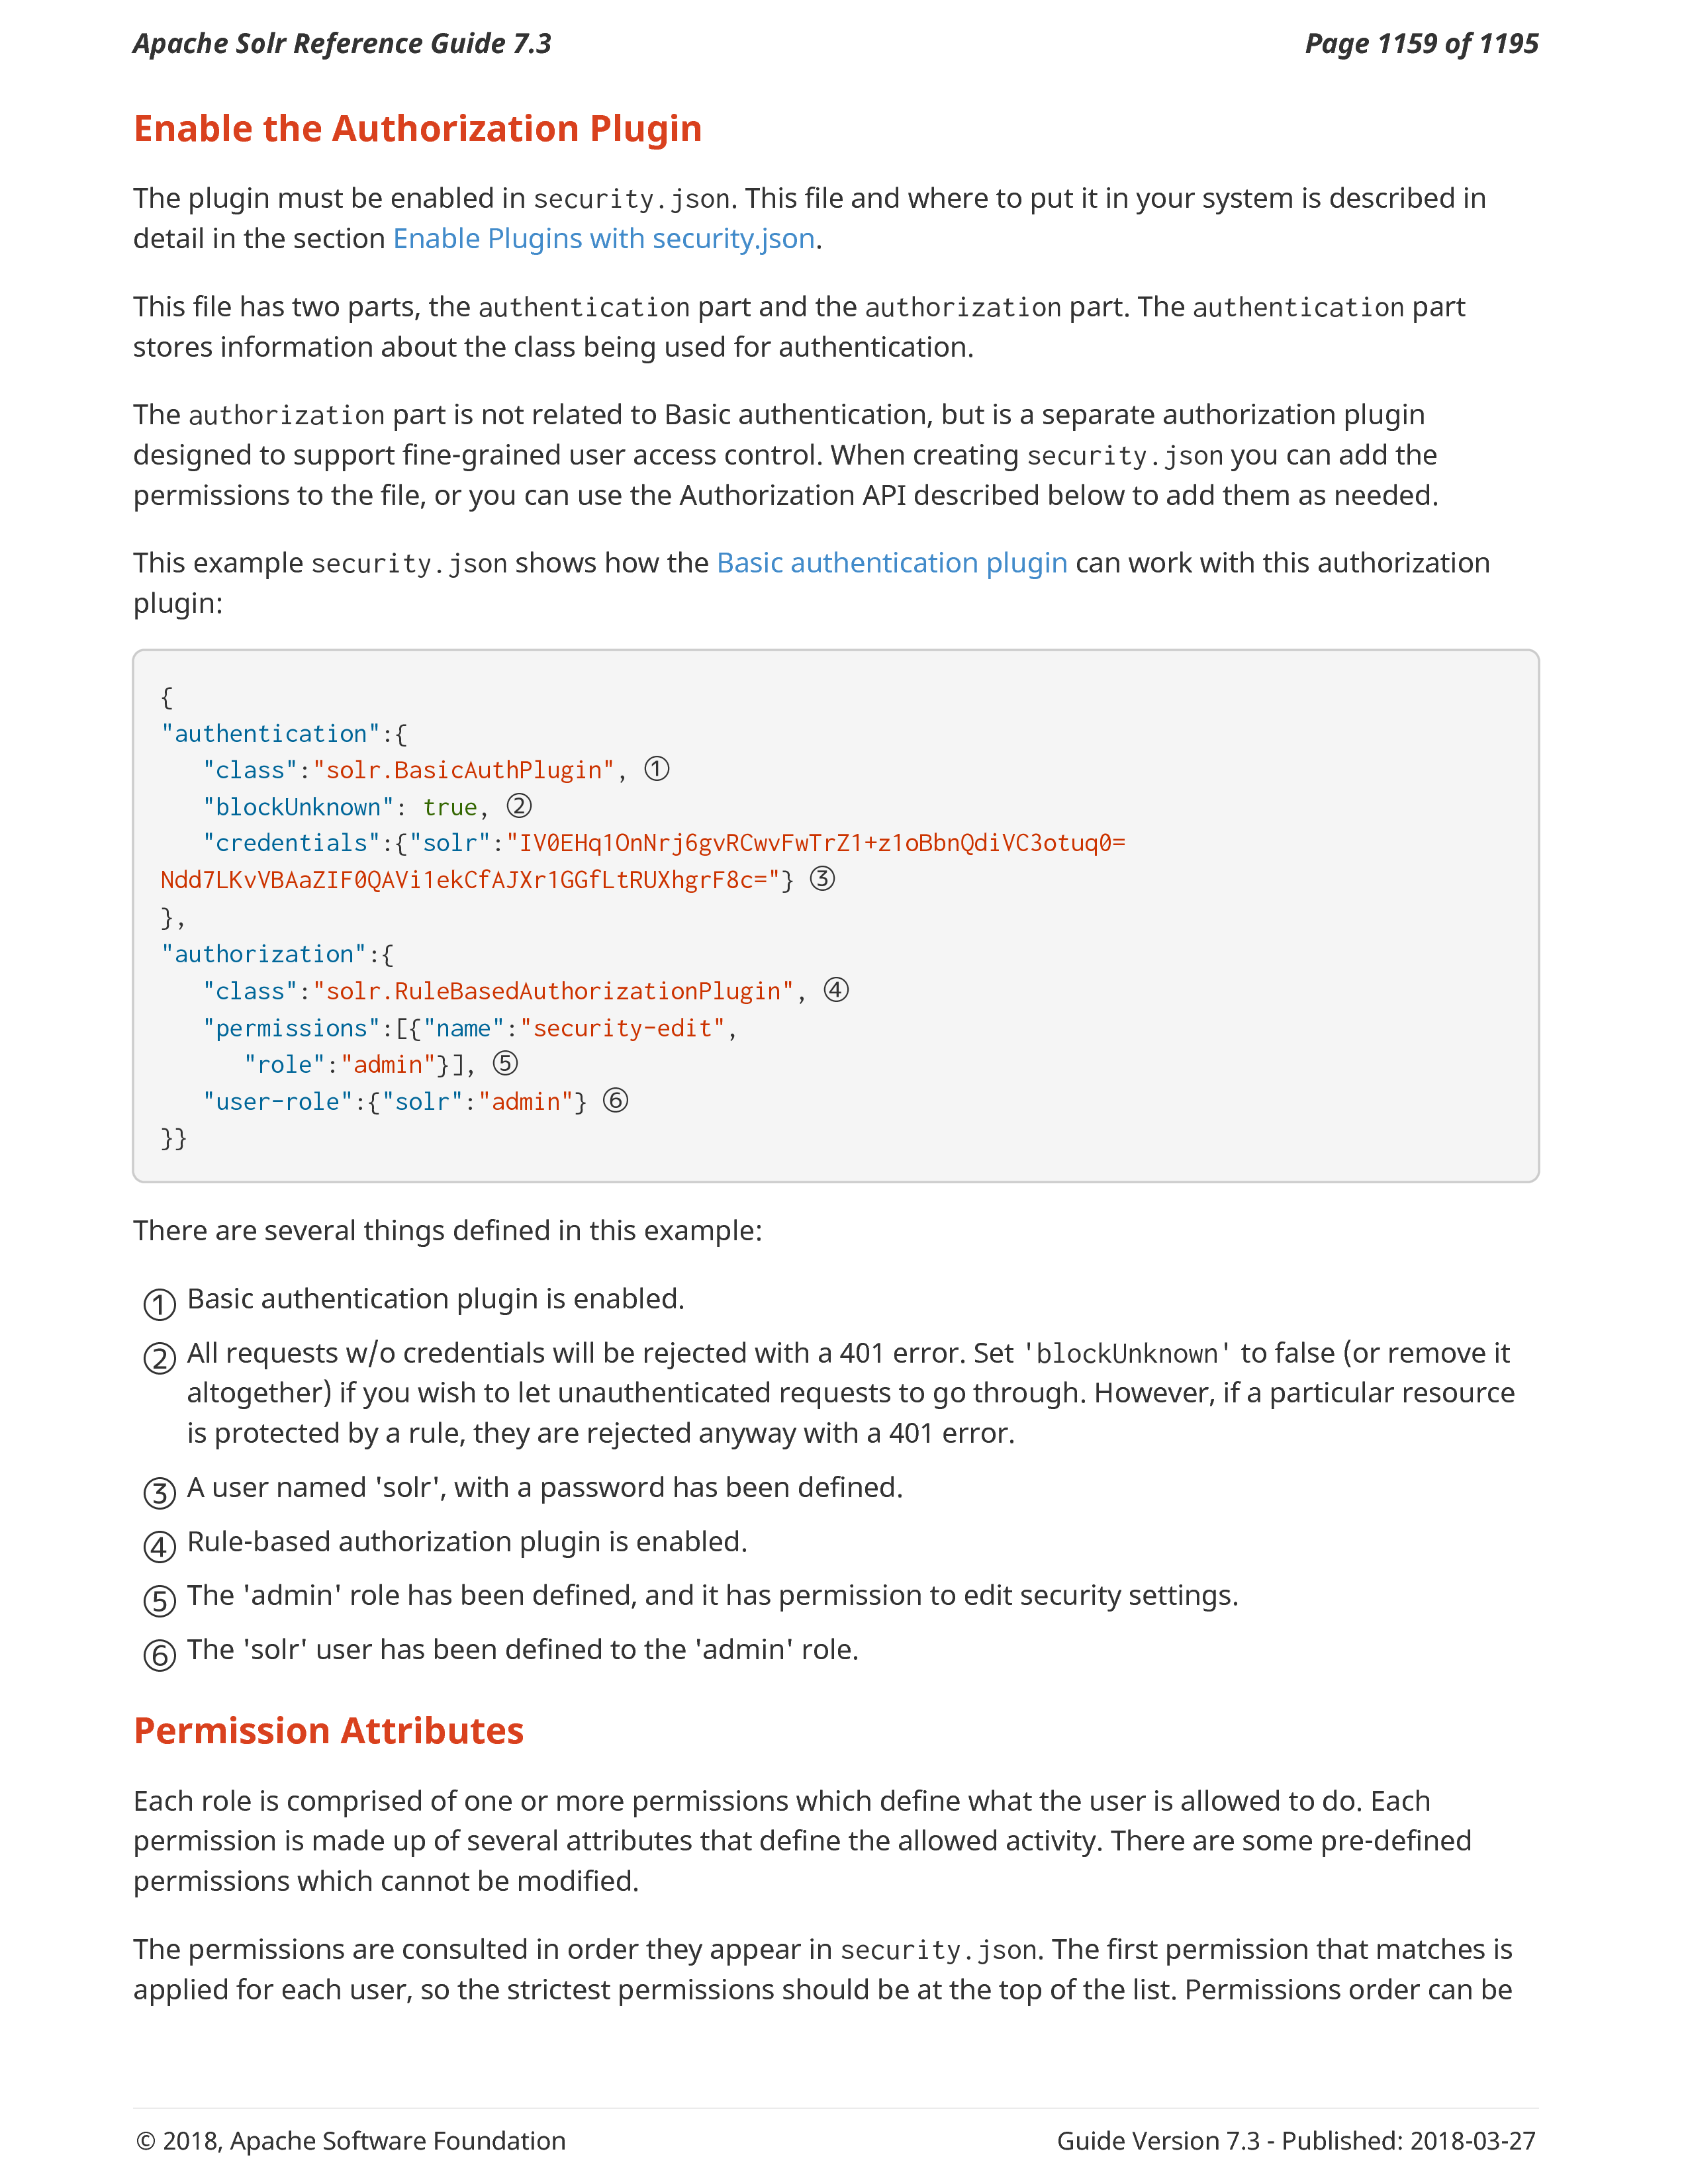 Apache Solr Reference Guide 7.3
Page 1159 of 1195
Enable the Authorization Plugin
The plugin must be enabled in security.json. This file and where to put it in your system is described in
detail in the section Enable Plugins with security.json.
This file has two parts, the authentication part and the authorization part. The authentication part
stores information about the class being used for authentication.
The authorization part is not related to Basic authentication, but is a separate authorization plugin
designed to support fine-grained user access control. When creating security.json you can add the
permissions to the file, or you can use the Authorization API described below to add them as needed.
This example security.json shows how the Basic authentication plugin can work with this authorization
plugin:
{
"authentication":{
   "class":"solr.BasicAuthPlugin", ①
   "blockUnknown": true, ②
   "credentials":{"solr":"IV0EHq1OnNrj6gvRCwvFwTrZ1+z1oBbnQdiVC3otuq0=
Ndd7LKvVBAaZIF0QAVi1ekCfAJXr1GGfLtRUXhgrF8c="} ③
},
"authorization":{
   "class":"solr.RuleBasedAuthorizationPlugin", ④
   "permissions":[{"name":"security-edit",
      "role":"admin"}], ⑤
   "user-role":{"solr":"admin"} ⑥
}}
There are several things defined in this example:
① Basic authentication plugin is enabled.
② All requests w/o credentials will be rejected with a 401 error. Set 'blockUnknown' to false (or remove it
altogether) if you wish to let unauthenticated requests to go through. However, if a particular resource
is protected by a rule, they are rejected anyway with a 401 error.
③ A user named 'solr', with a password has been defined.
④ Rule-based authorization plugin is enabled.
⑤ The 'admin' role has been defined, and it has permission to edit security settings.
⑥ The 'solr' user has been defined to the 'admin' role.
Permission Attributes
Each role is comprised of one or more permissions which define what the user is allowed to do. Each
permission is made up of several attributes that define the allowed activity. There are some pre-defined
permissions which cannot be modified.
The permissions are consulted in order they appear in security.json. The first permission that matches is
applied for each user, so the strictest permissions should be at the top of the list. Permissions order can be
© 2018, Apache Software Foundation
Guide Version 7.3 - Published: 2018-03-27